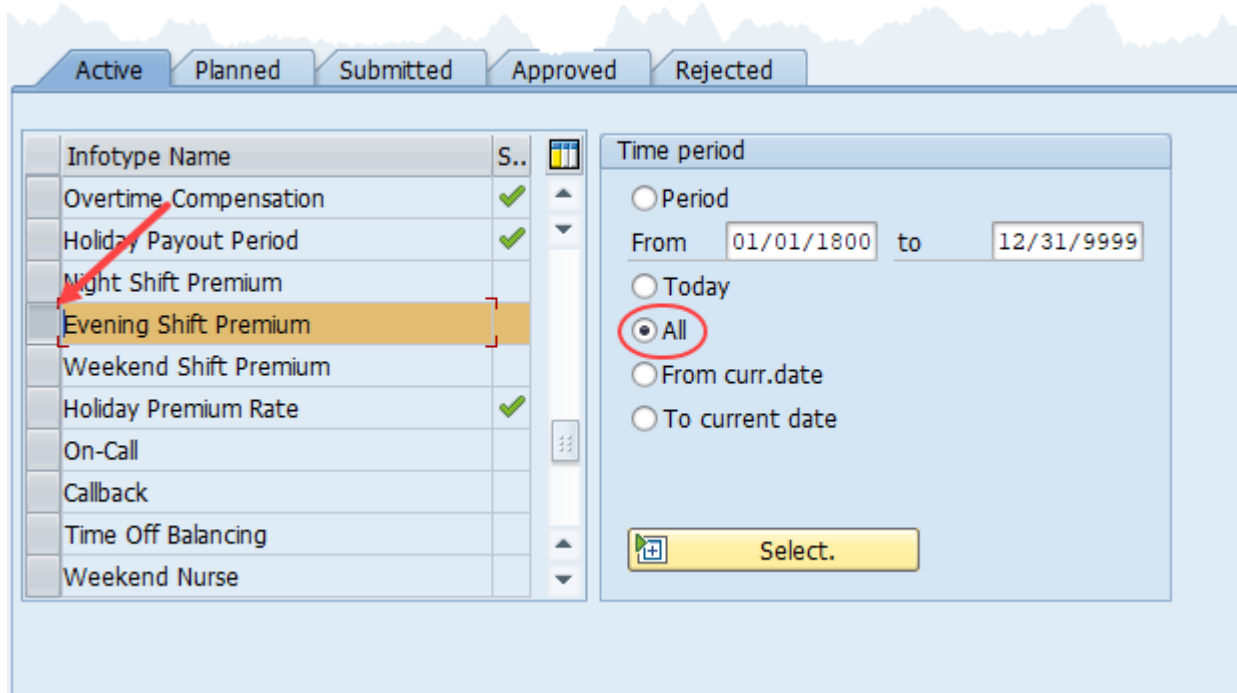 Active Planned Submitted Approved Rejected
Infotype Name S..
Overtime Compensation
Holiday Payout Period
Night Shift Premium
Evening Shift Premium
Weekend Shift Premium
Holiday Premium Rate
On-Call
Callback
Time Off Balancing
Weekend Nurse
Time period
Period
From 01/01/1800 to 12/31/9999
Today
All
From curr.date
To current date
Select.